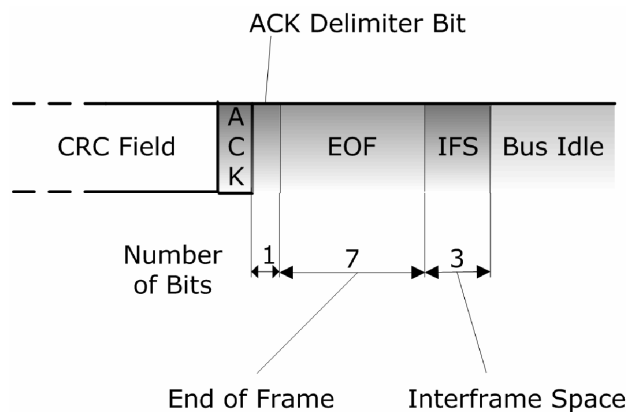 ACK Delimiter Bit
CRC Field
A
C
K
EOF
IFS
Bus Idle
Number
of Bits
1
7
3
End of Frame
Interframe Space